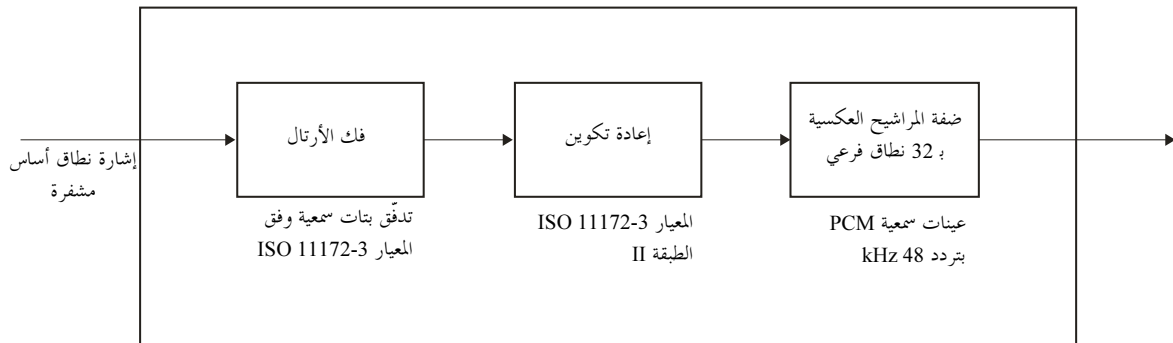 إشارة نطاق أساس
مشفرة
فك الأرتال
تدفّق بتات سمعية وفق
المعيار ISO 11172-3
إعادة تكوين
المعيار ISO 11172-3
الطبقة II
ضفة المراشيح العكسية
بـ 32 نطاق فرعي
عينات سمعية PCM
بتردد 48 kHz